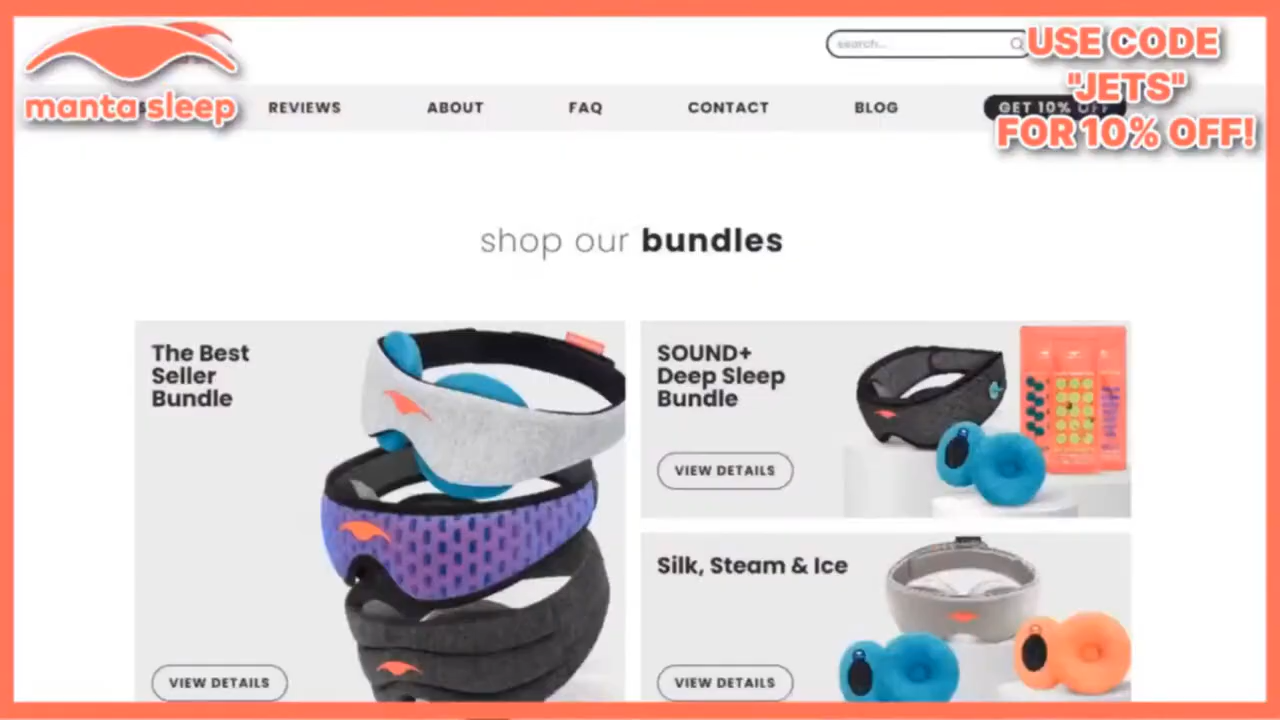 manta sleep
search...
USE CODE
"JETS"
FOR 10% OFF!
REVIEWS
ABOUT
FAQ
CONTACT
BLOG
GET 10% OFF
shop our bundles
The Best
Seller
Bundle
VIEW DETAILS
SOUND+
Deep Sleep
Bundle
VIEW DETAILS
Silk, Steam & Ice
VIEW DETAILS